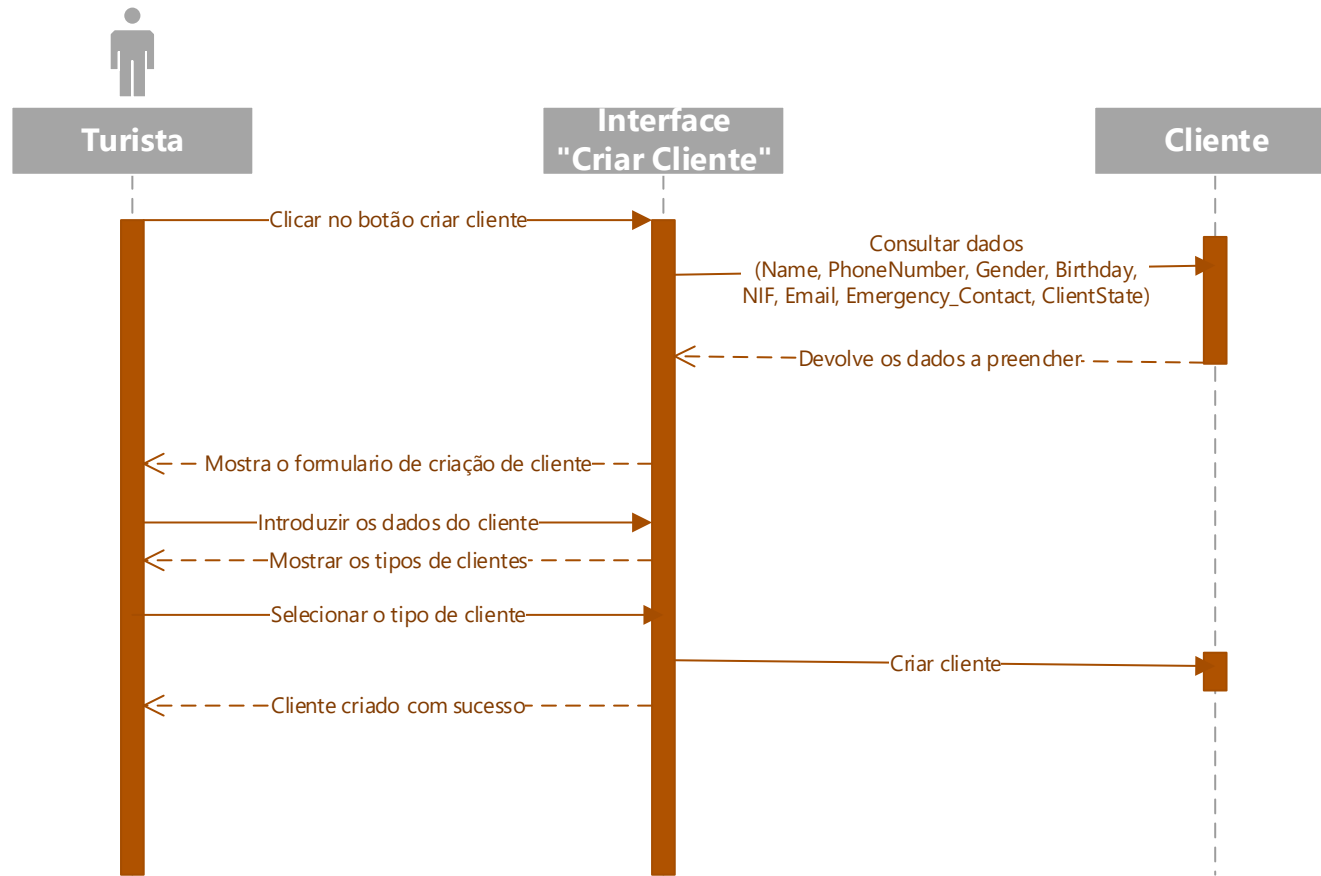 Turista
Interface
"Criar Cliente"
Cliente
Clicar no botão criar cliente
Consultar dados
(Name, PhoneNumber, Gender, Birthday,
NIF, Email, Emergency_Contact, ClientState)
Devolve os dados a preencher
Mostra o formulario de criação de cliente
Introduzir os dados do cliente
Mostrar os tipos de clientes
Selecionar o tipo de cliente
Criar cliente
Cliente criado com sucesso